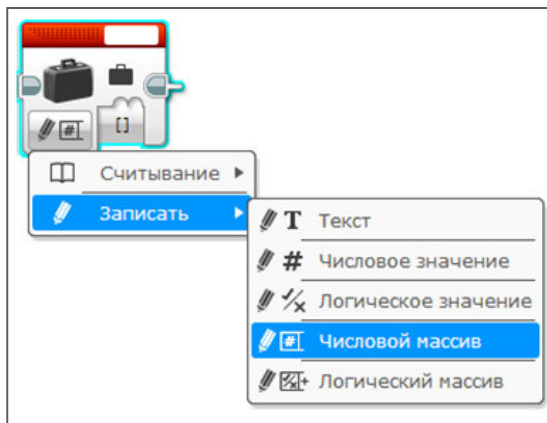 []
#
Считывание
Записать
T Текст
# Числовое значение
Логическое значение
# Числовой массив
Логический массив